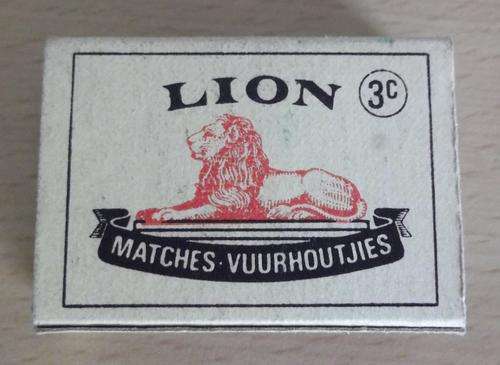 LION 3c
MATCHES · VUURHOUTJIES